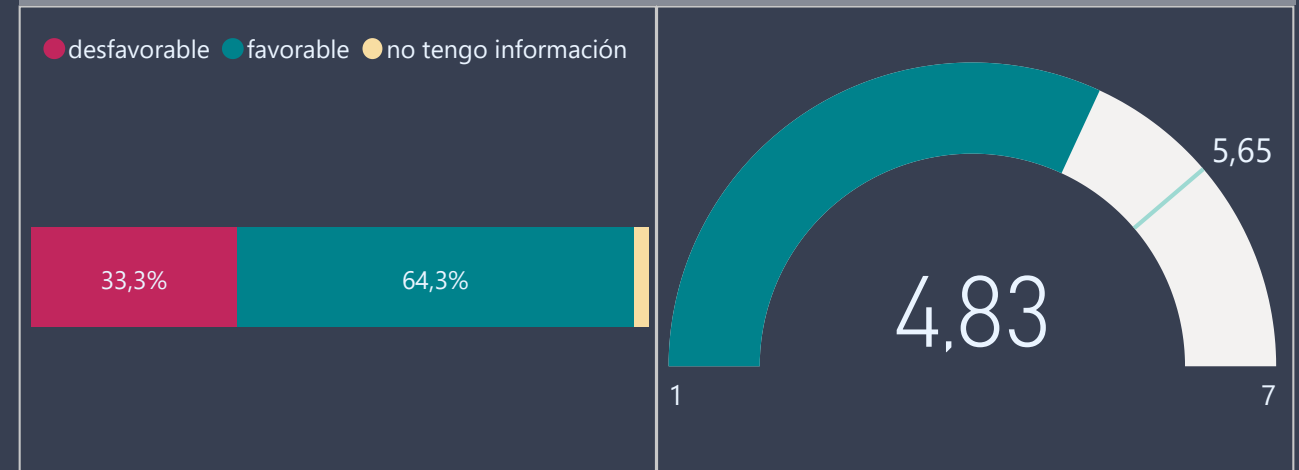 desfavorable favorable no tengo información
33,3% 64,3%
5,65
4,83
1 7